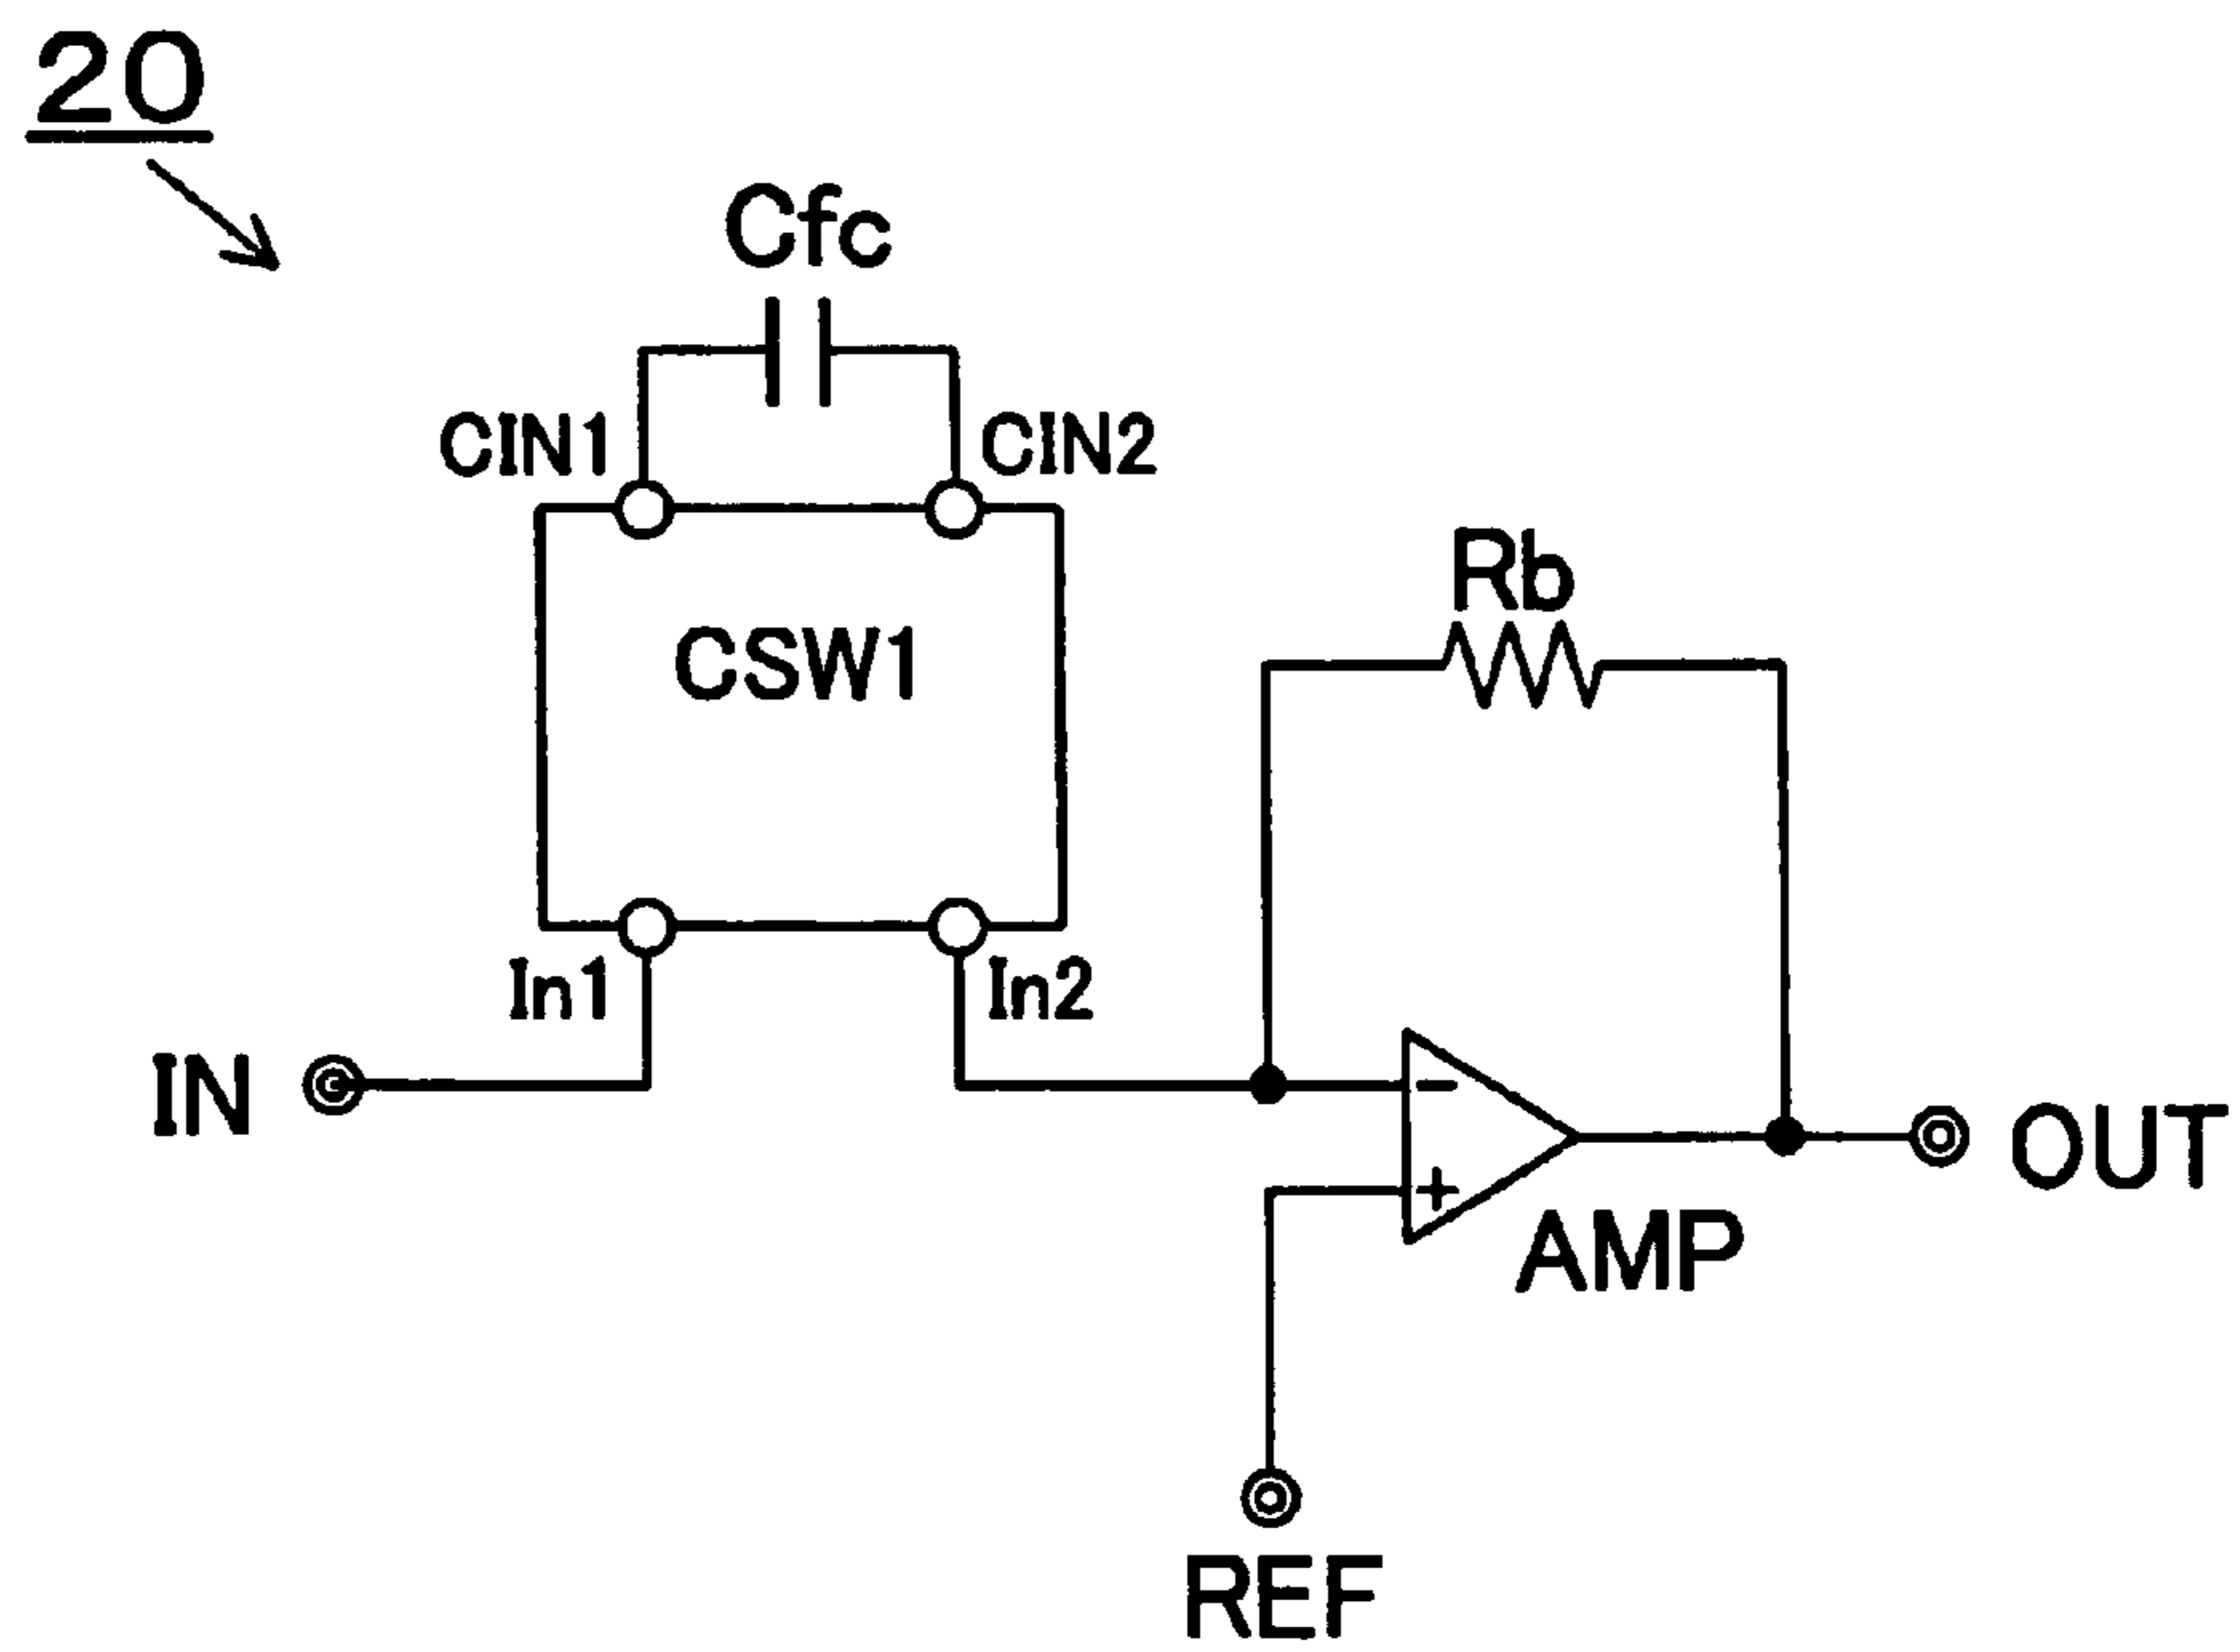 20
Cfc
CIN1 CIN2
CSW1
Rb
In1 In2
IN
−
+
OUT
AMP
REF